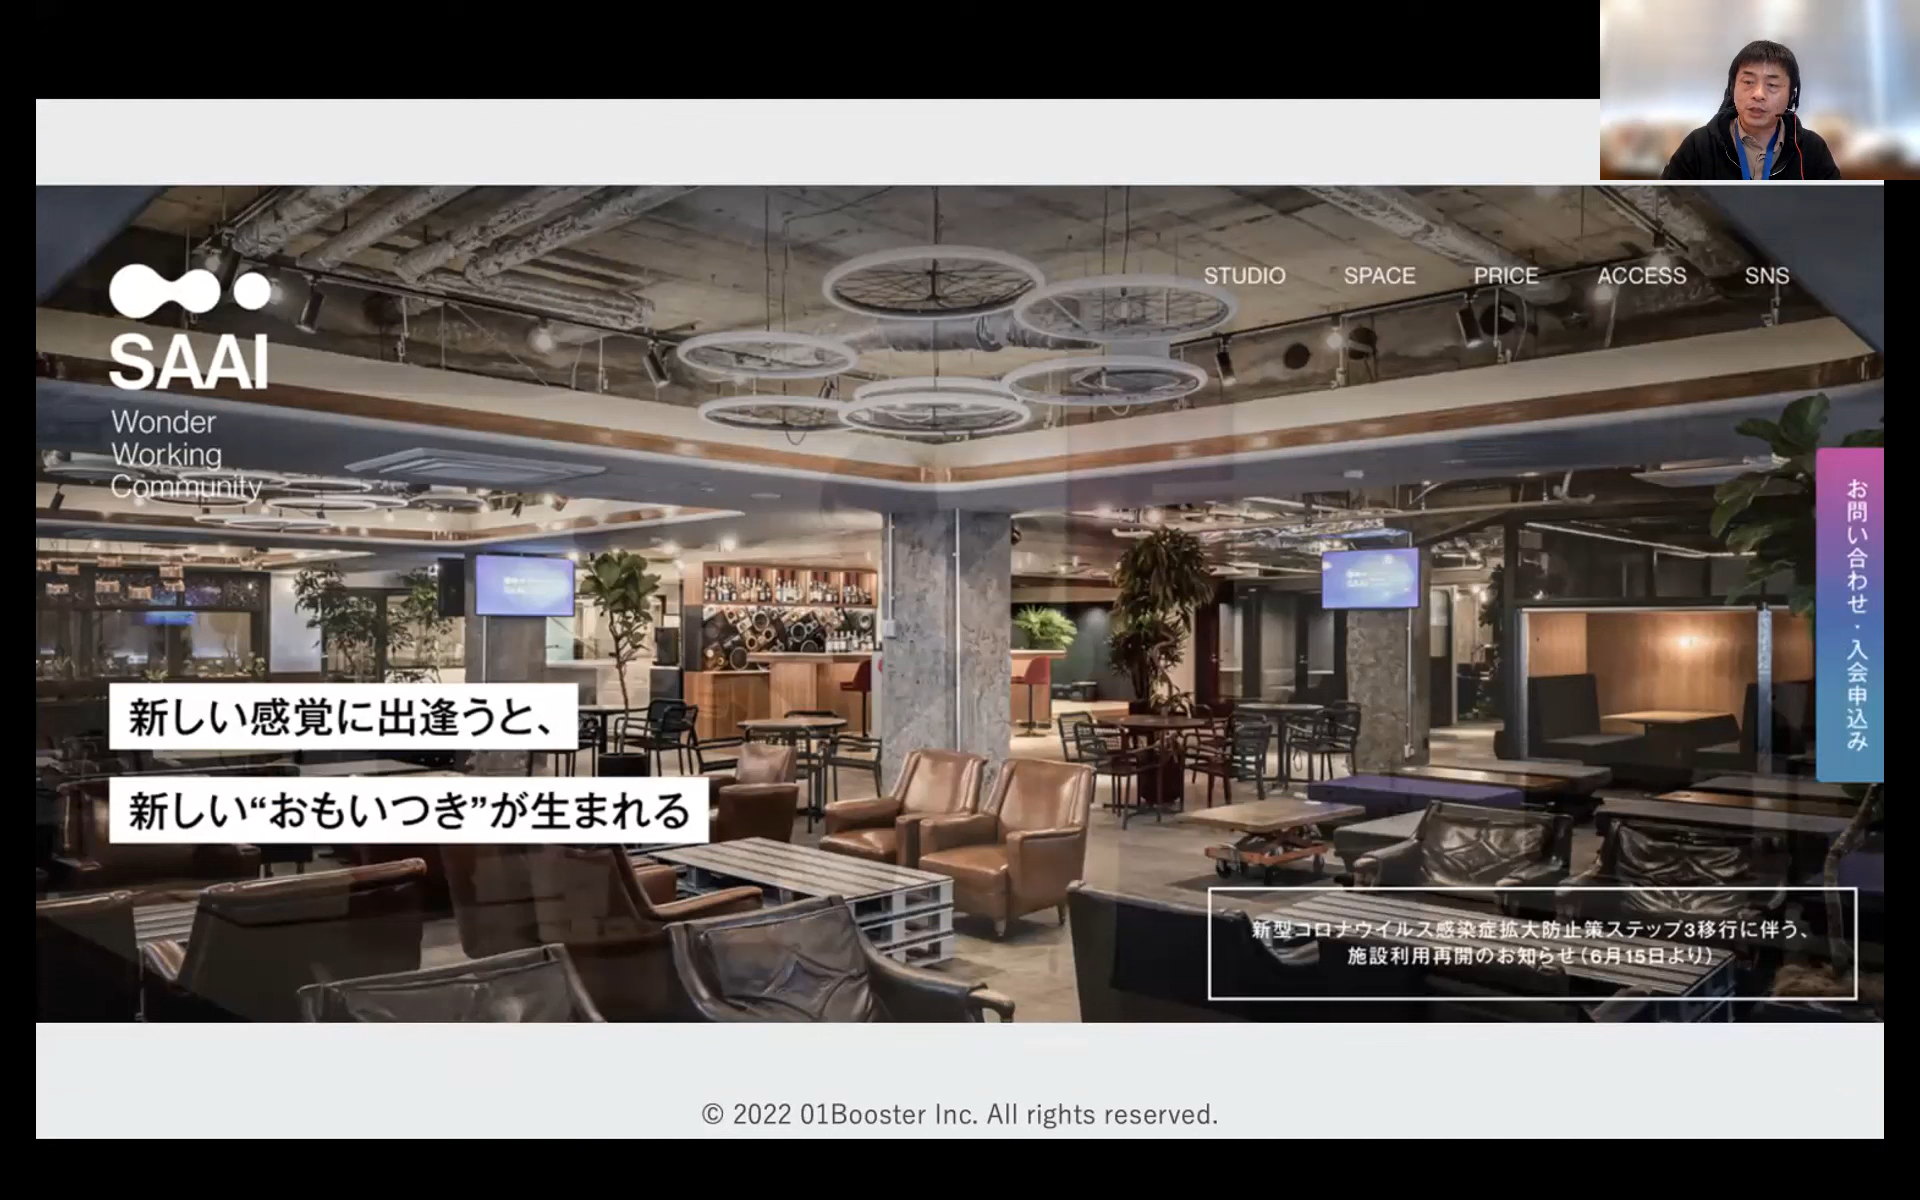 SAAI
Wonder
Working
Community
STUDIO SPACE PRICE ACCESS SNS
お問い合わせ・入会申込み
新しい感覚に出逢うと、
新しい“おもいつき”が生まれる
新型コロナウイルス感染症拡大防止策ステップ3移行に伴う、
施設利用再開のお知らせ（6月15日より）
© 2022 01Booster Inc. All rights reserved.